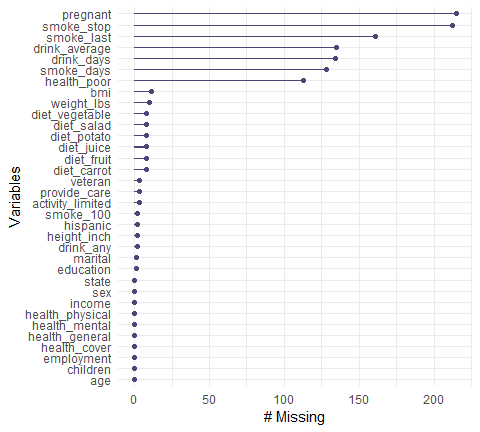 pregnant
smoke_stop
smoke_last
drink_average
drink_days
smoke_days
health_poor
bmi
weight_lbs
diet_vegetable
diet_salad
diet_potato
diet_juice
diet_fruit
diet_carrot
veteran
provide_care
activity_limited
smoke_100
hispanic
height_inch
drink_any
marital
education
state
sex
income
health_physical
health_mental
health_general
health_cover
employment
children
age
Variables
0 50 100 150 200
# Missing